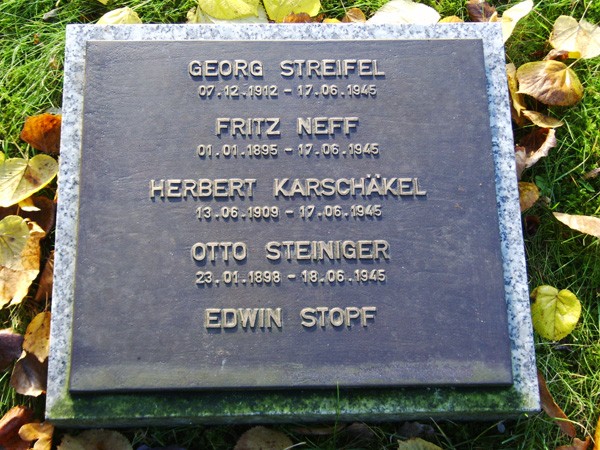 GEORG STREIFEL
07.12.1912 - 17.06.1945
FRITZ NEFF
01.01.1895 - 17.06.1945
HERBERT KARSCHÄKEL
13.06.1909 - 17.06.1945
OTTO STEINIGER
23.01.1898 - 18.06.1945
EDWIN STOPF